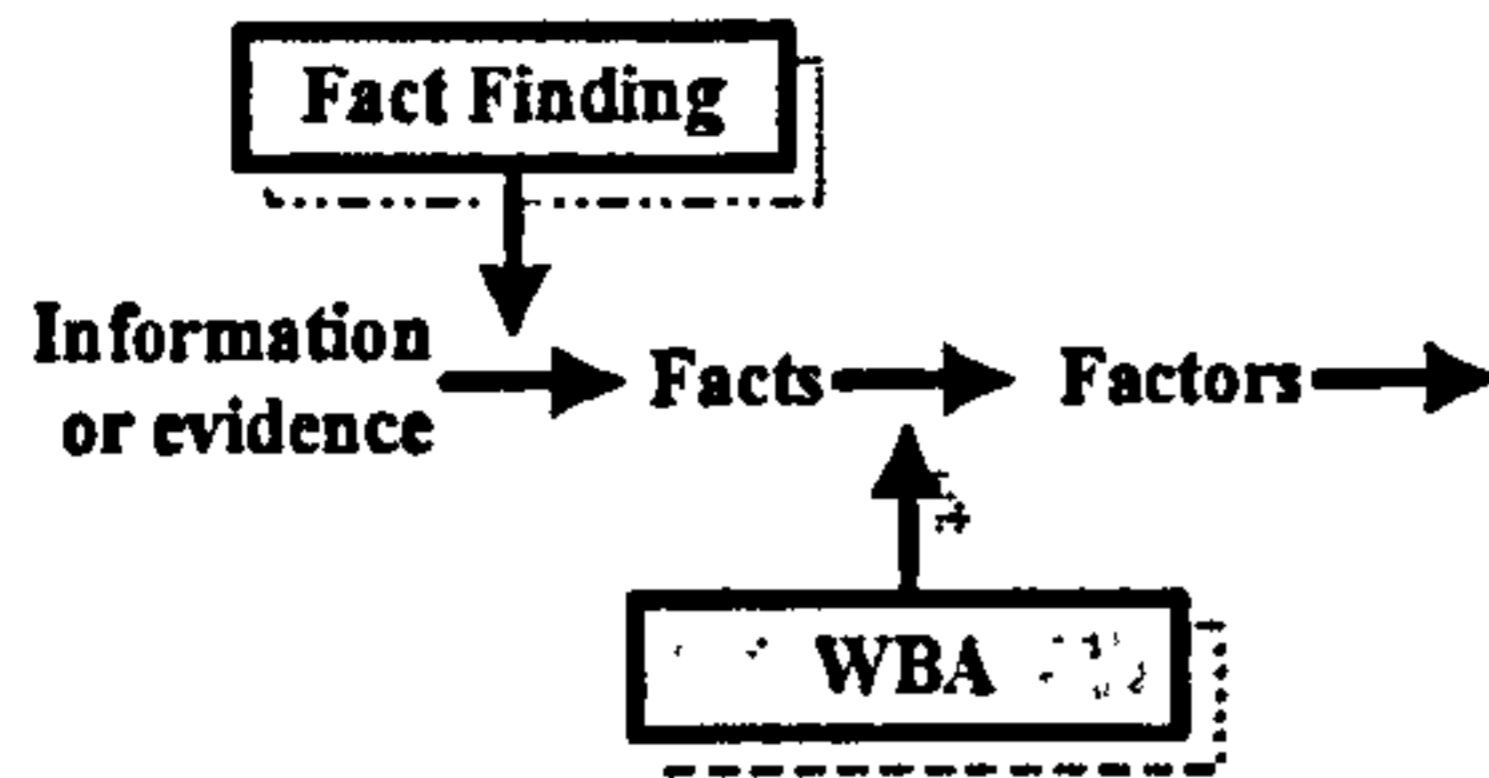 Fact Finding
Information
or evidence
Facts
Factors
WBA